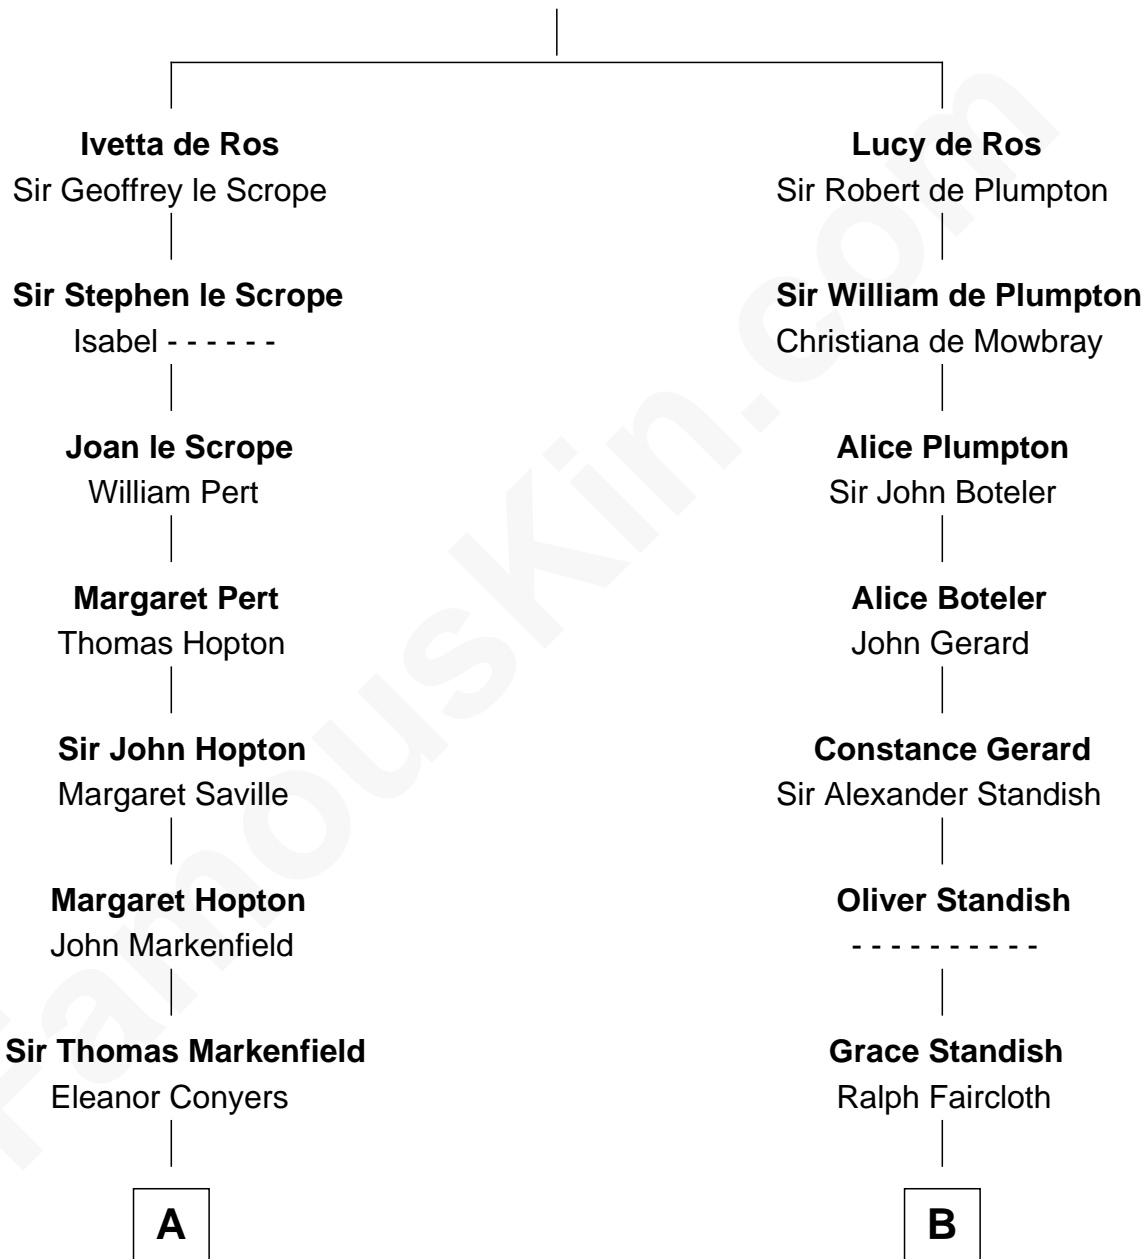 Ivetta de Ros
Sir Geoffrey le Scrope
Sir Stephen le Scrope
Isabel - - - - - -
Joan le Scrope
William Pert
Margaret Pert
Thomas Hopton
Sir John Hopton
Margaret Saville
Margaret Hopton
John Markenfield
Sir Thomas Markenfield
Eleanor Conyers
A
Lucy de Ros
Sir Robert de Plumpton
Sir William de Plumpton
Christiana de Mowbray
Alice Plumpton
Sir John Boteler
Alice Boteler
John Gerard
Constance Gerard
Sir Alexander Standish
Oliver Standish
- - - - - - - - - -
Grace Standish
Ralph Faircloth
B
FamousKin.com